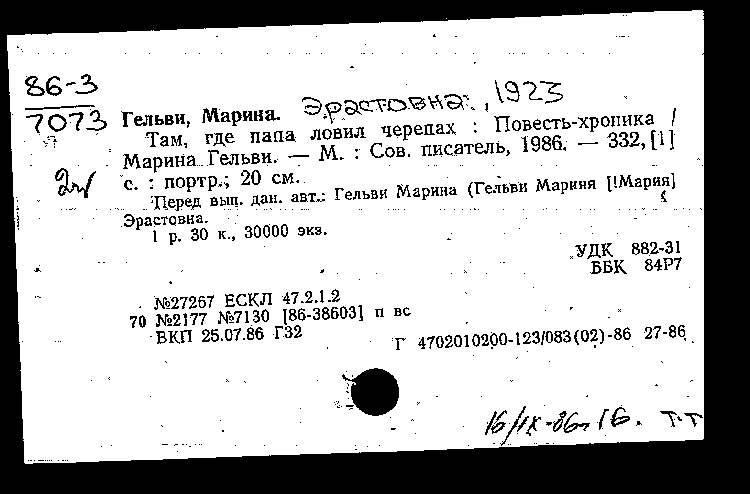 86-3
7073
Гельви, Марина. Эрастовна., 1923
Там, где папа ловил черепах : Повесть-хроника /
Марина Гельви. — М. : Сов. писатель, 1986. — 332, [1]
с. : портр.; 20 см.
Перед вып. дан. авт.: Гельви Марина (Гельви Мариня [!Мария]
Эрастовна.
1 р. 30 к., 30000 экз.
УДК 882-31
ББК 84Р7
№27267 ЕСКЛ 47.2.1.2
70 №2177 №7130 [86-38603] п вс
ВКП 25.07.86 Г32
Г 4702010200-123/083(02)-86 27-86
16/IX-86г. Т.Т